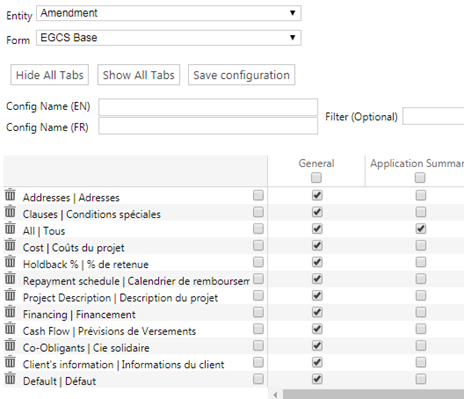 Entity Amendment
Form EGCS Base
Hide All Tabs Show All Tabs Save configuration
Config Name (EN)
Filter (Optional)
Config Name (FR)
General Application Summar
Addresses | Adresses
Clauses | Conditions spéciales
All | Tous
Cost | Coûts du projet
Holdback % | % de retenue
Repayment schedule | Calendrier de remboursem
Project Description | Description du projet
Financing | Financement
Cash Flow | Prévisions de Versements
Co-Obligants | Cie solidaire
Client's information | Informations du client
Default | Défaut